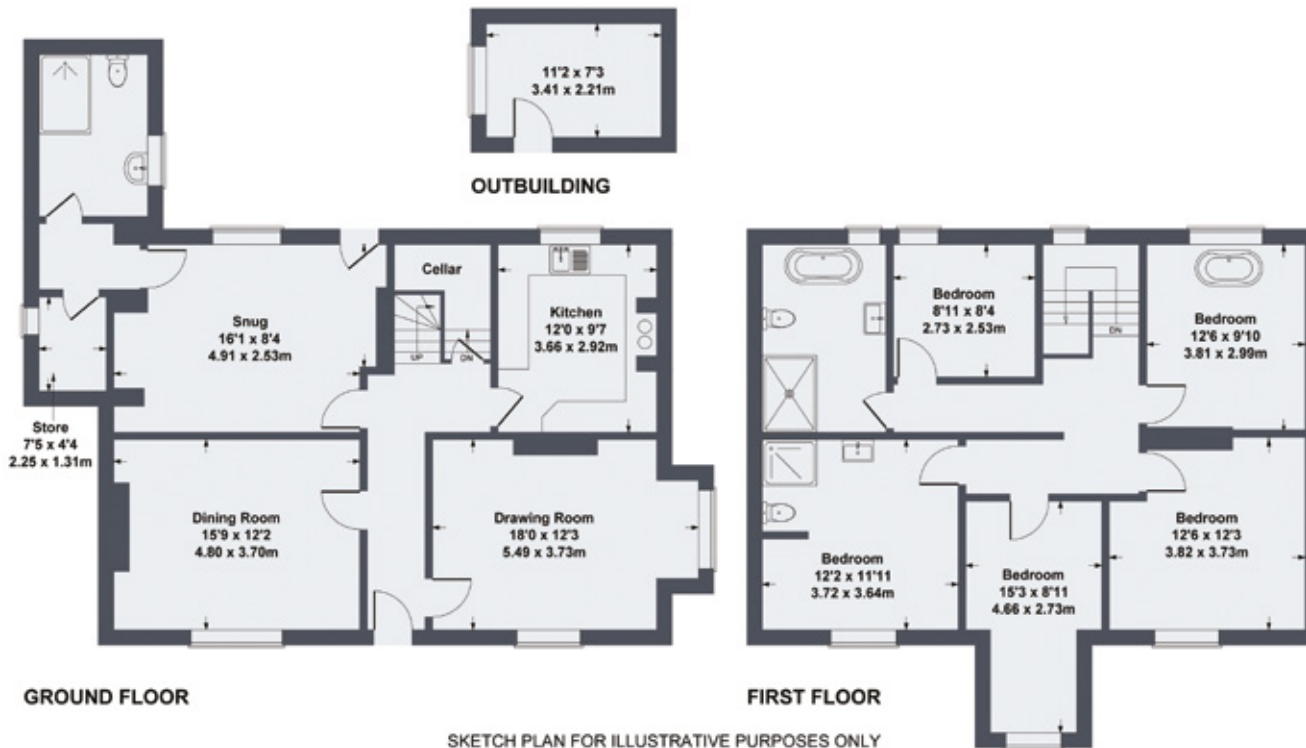 11'2 x 7'3
3.41 x 2.21m
OUTBUILDING
Cellar
UP
DN
Kitchen
12'0 x 9'7
3.66 x 2.92m
Snug
16'1 x 8'4
4.91 x 2.53m
Store
7'5 x 4'4
2.25 x 1.31m
Dining Room
15'9 x 12'2
4.80 x 3.70m
Drawing Room
18'0 x 12'3
5.49 x 3.73m
GROUND FLOOR
Bedroom
8'11 x 8'4
2.73 x 2.53m
DN
Bedroom
12'6 x 9'10
3.81 x 2.99m
Bedroom
12'2 x 11'11
3.72 x 3.64m
Bedroom
15'3 x 8'11
4.66 x 2.73m
Bedroom
12'6 x 12'3
3.82 x 3.73m
FIRST FLOOR
SKETCH PLAN FOR ILLUSTRATIVE PURPOSES ONLY